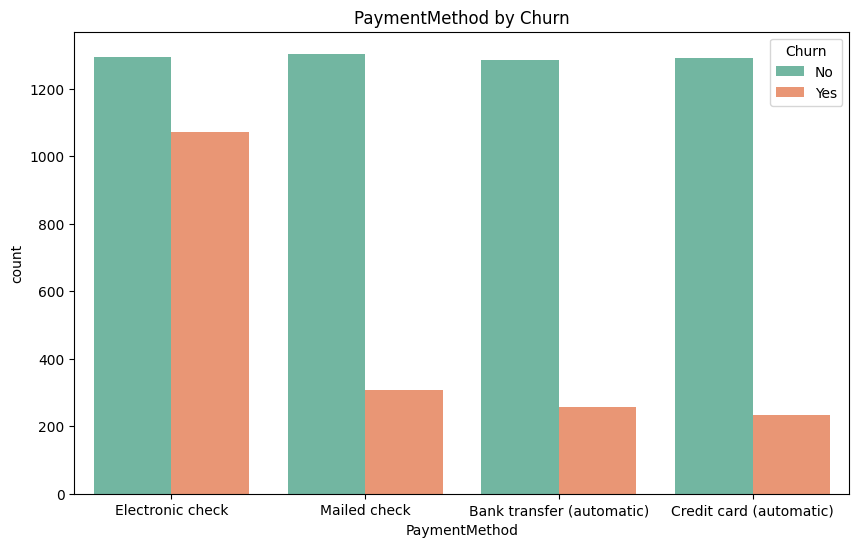 PaymentMethod by Churn
Churn
No
Yes
1200
1000
800
600
400
200
0
count
Electronic check
Mailed check
Bank transfer (automatic)
Credit card (automatic)
PaymentMethod